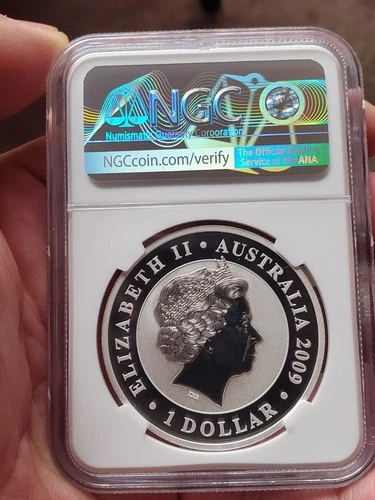 NGC
Numismatic Guaranty Corporation
NGCcoin.com/verify
The Official Grading
Service of the ANA
ELIZABETH II • AUSTRALIA 2009 • 1 DOLLAR •
IRB